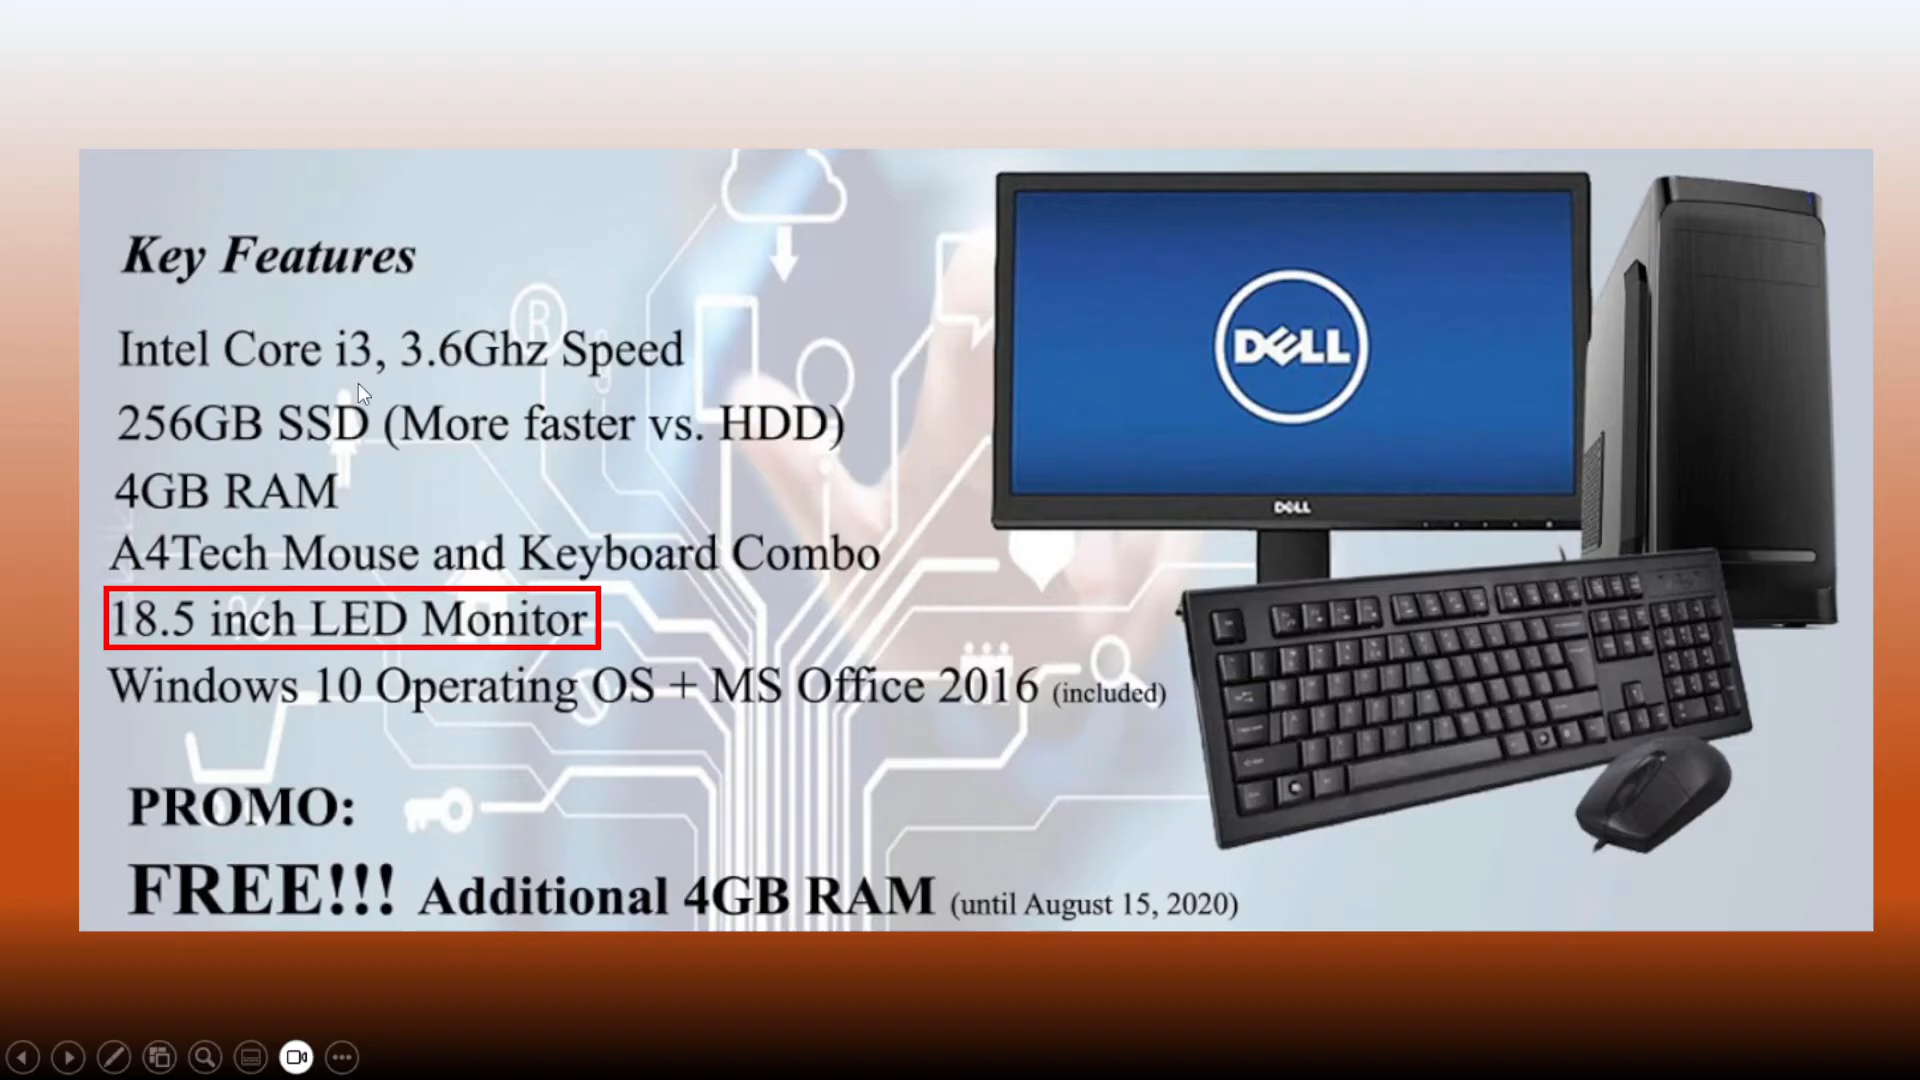 Key Features
Intel Core i3, 3.6Ghz Speed
256GB SSD (More faster vs. HDD)
4GB RAM
A4Tech Mouse and Keyboard Combo
18.5 inch LED Monitor
Windows 10 Operating OS + MS Office 2016 (included)
PROMO:
FREE!!! Additional 4GB RAM (until August 15, 2020)
DELL
DELL
R